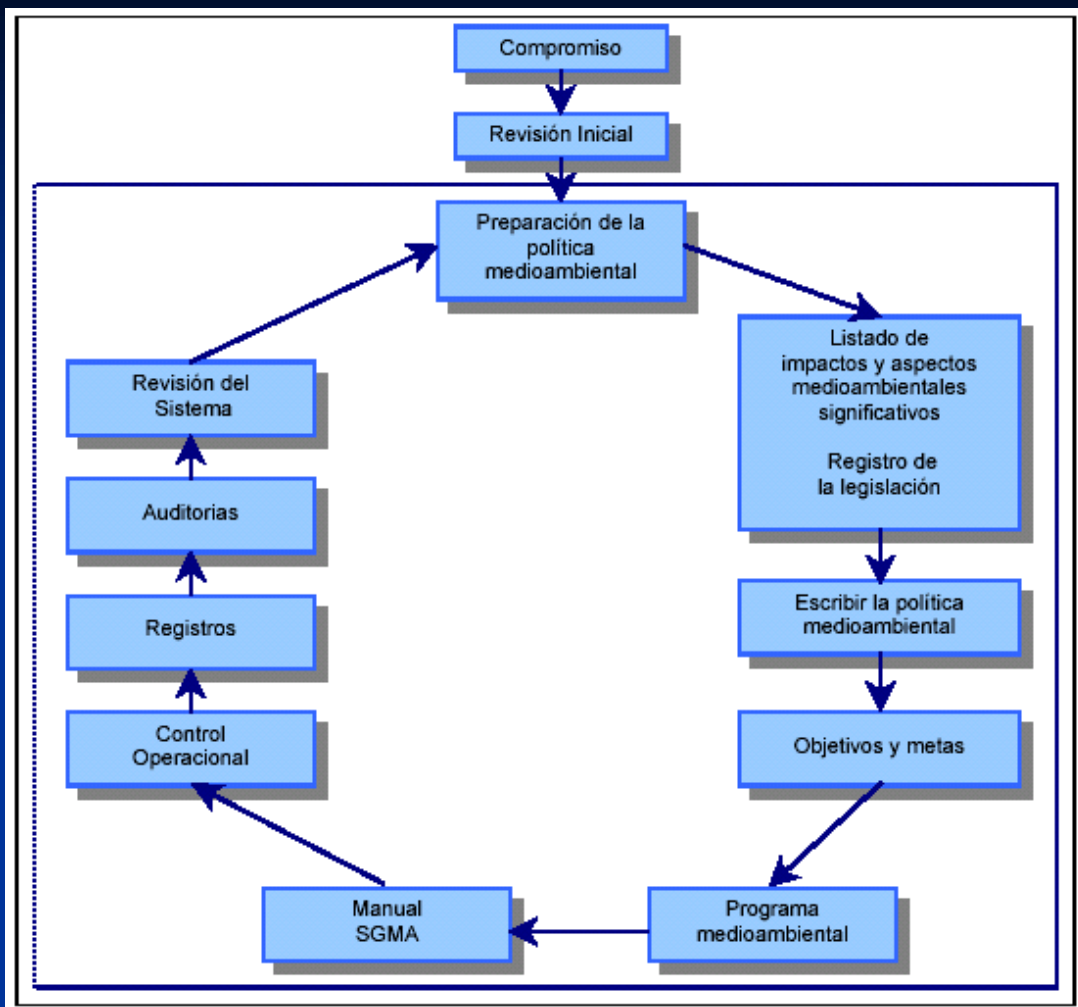 Compromiso
Revisión Inicial
Preparación de la
política
medioambiental
Listado de
impactos y aspectos
medioambientales
significativos
Registro de
la legislación
Escribir la política
medioambiental
Objetivos y metas
Programa
medioambiental
Manual
SGMA
Control
Operacional
Registros
Auditorias
Revisión del
Sistema